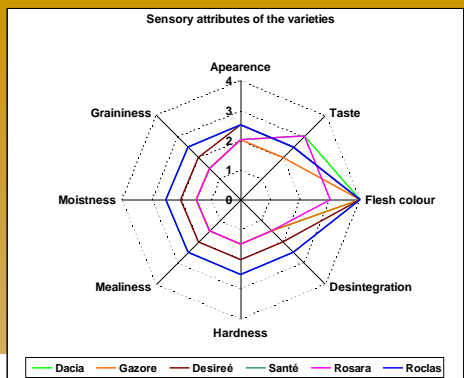 Sensory attributes of the varieties
Apearence
4
Graininess
3
Taste
2
1
Moistness
0
Flesh colour
Mealiness
Desintegration
Hardness
Dacia Gazore Desireé Santé Rosara Roclas